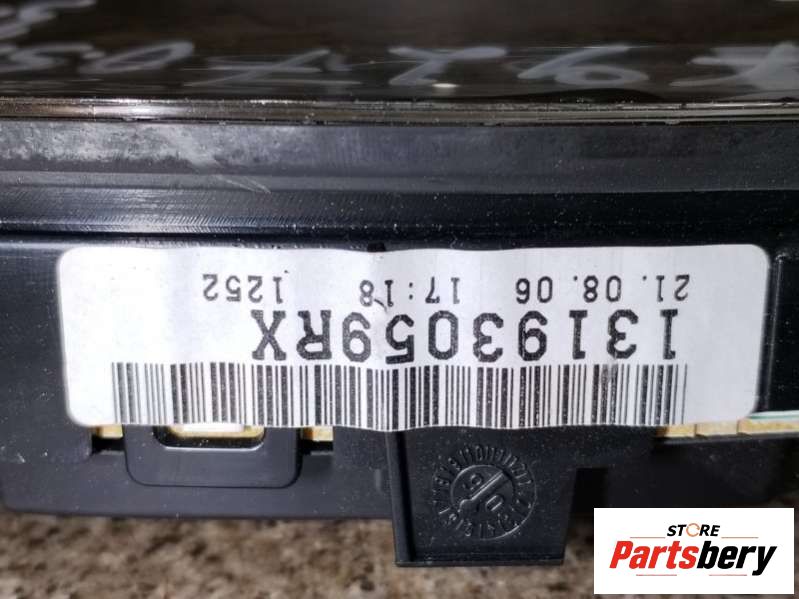 13193059RX
21. 08. 06 17:18 1252
STORE
Partsbery